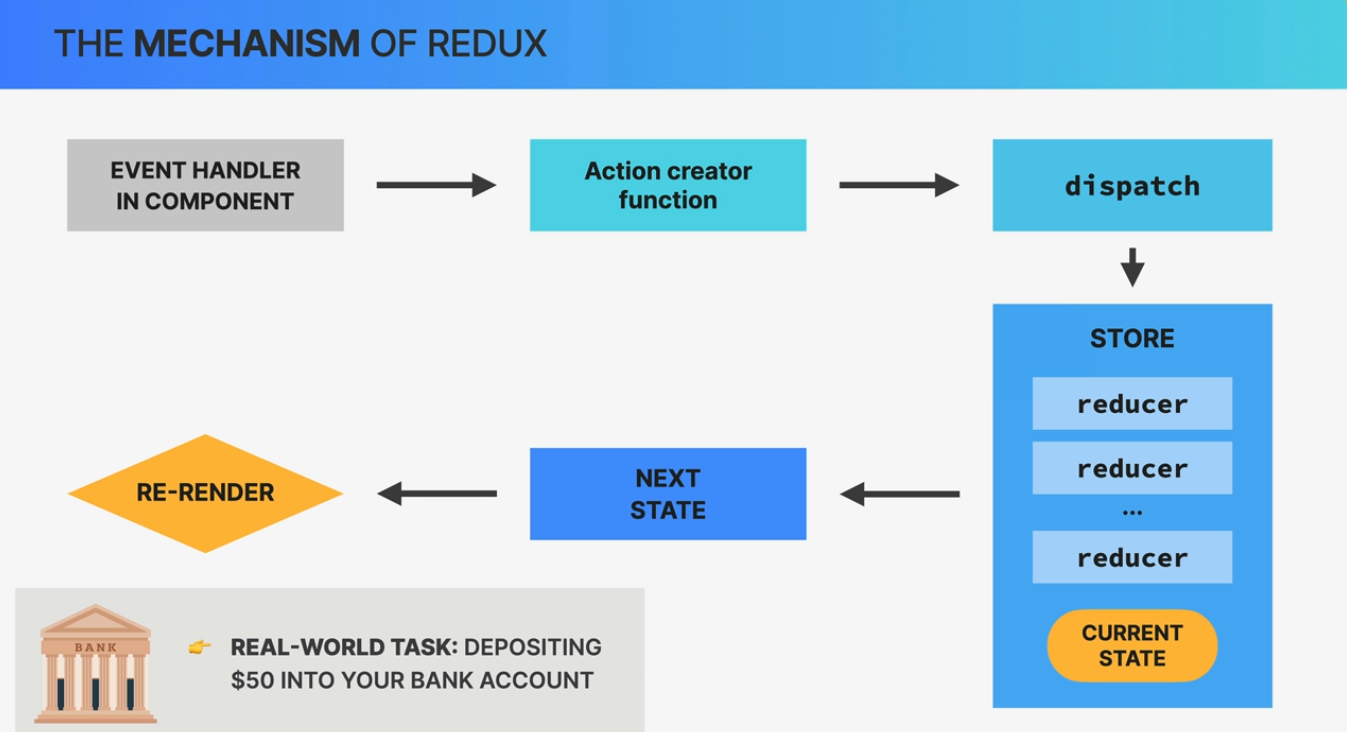 THE MECHANISM OF REDUX
EVENT HANDLER
IN COMPONENT
Action creator
function
dispatch
STORE
reducer
reducer
...
reducer
CURRENT
STATE
NEXT
STATE
RE-RENDER
BANK
👉 REAL-WORLD TASK: DEPOSITING
$50 INTO YOUR BANK ACCOUNT